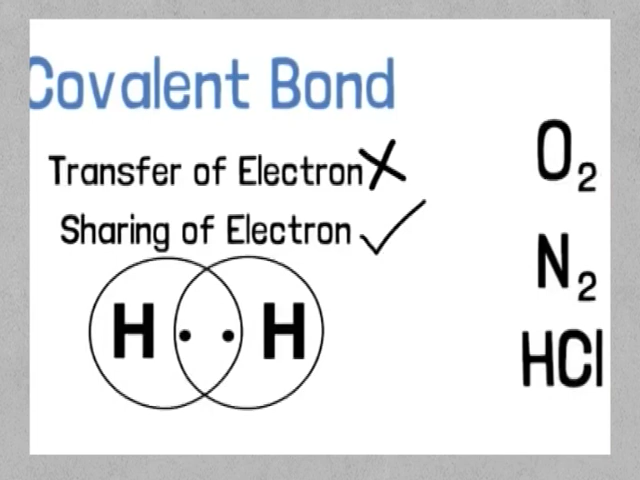 Covalent Bond
Transfer of Electron
Sharing of Electron
H H
O₂
N₂
HCl